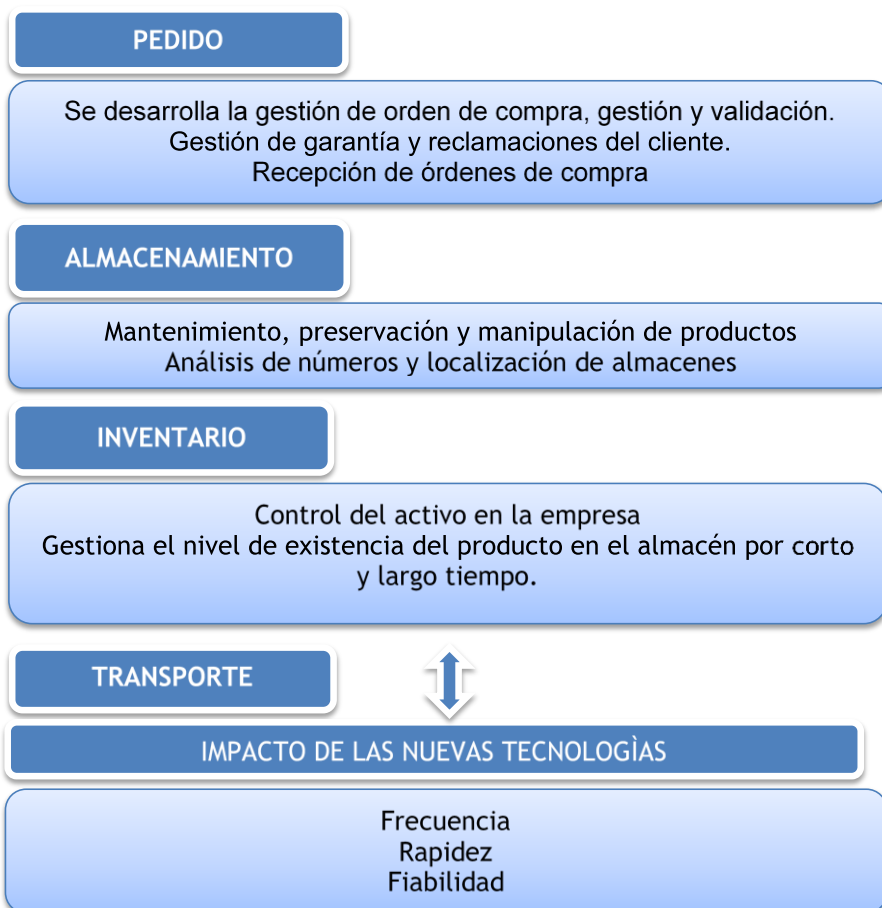 PEDIDO
Se desarrolla la gestión de orden de compra, gestión y validación.
Gestión de garantía y reclamaciones del cliente.
Recepción de órdenes de compra
ALMACENAMIENTO
Mantenimiento, preservación y manipulación de productos
Análisis de números y localización de almacenes
INVENTARIO
Control del activo en la empresa
Gestiona el nivel de existencia del producto en el almacén por corto
y largo tiempo.
TRANSPORTE
IMPACTO DE LAS NUEVAS TECNOLOGÌAS
Frecuencia
Rapidez
Fiabilidad